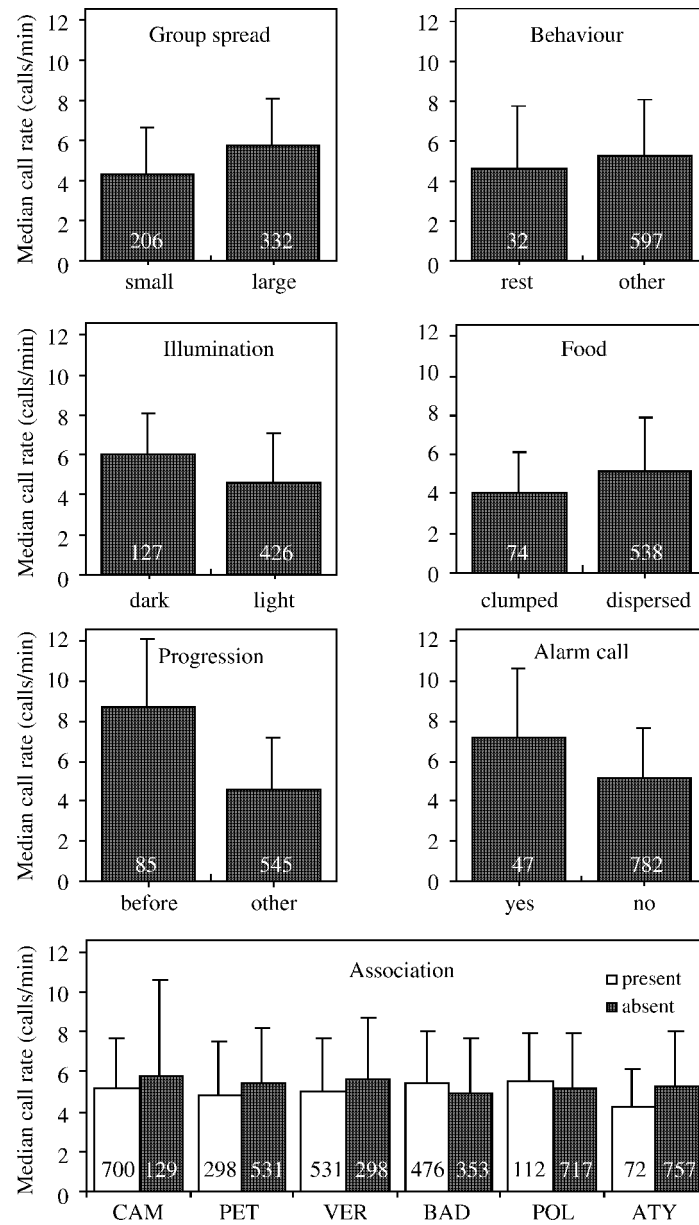 Group spread
Median call rate (calls/min)
12
10
8
6
4
2
0
206
332
small
large
Behaviour
12
10
8
6
4
2
0
32
597
rest
other
Illumination
Median call rate (calls/min)
12
10
8
6
4
2
0
127
426
dark
light
Food
12
10
8
6
4
2
0
74
538
clumped
dispersed
Progression
Median call rate (calls/min)
12
10
8
6
4
2
0
85
545
before
other
Alarm call
12
10
8
6
4
2
0
47
782
yes
no
Association
Median call rate (calls/min)
12
10
8
6
4
2
0
present
absent
700 129 298 531 531 298 476 353 112 717 72 757
CAM PET VER BAD POL ATY